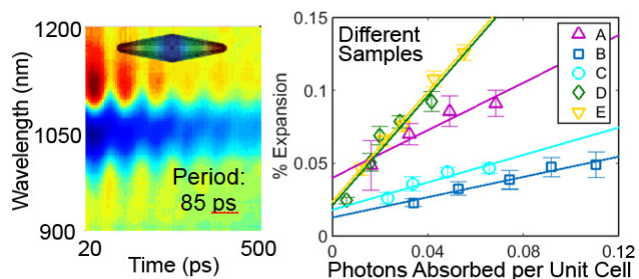 1200
1050
900
Wavelength (nm)
Period:
85 ps
20
500
Time (ps)
Different
Samples
A
B
C
D
E
0.15
0.1
0.05
0
% Expansion
0
0.04
0.08
0.12
Photons Absorbed per Unit Cell